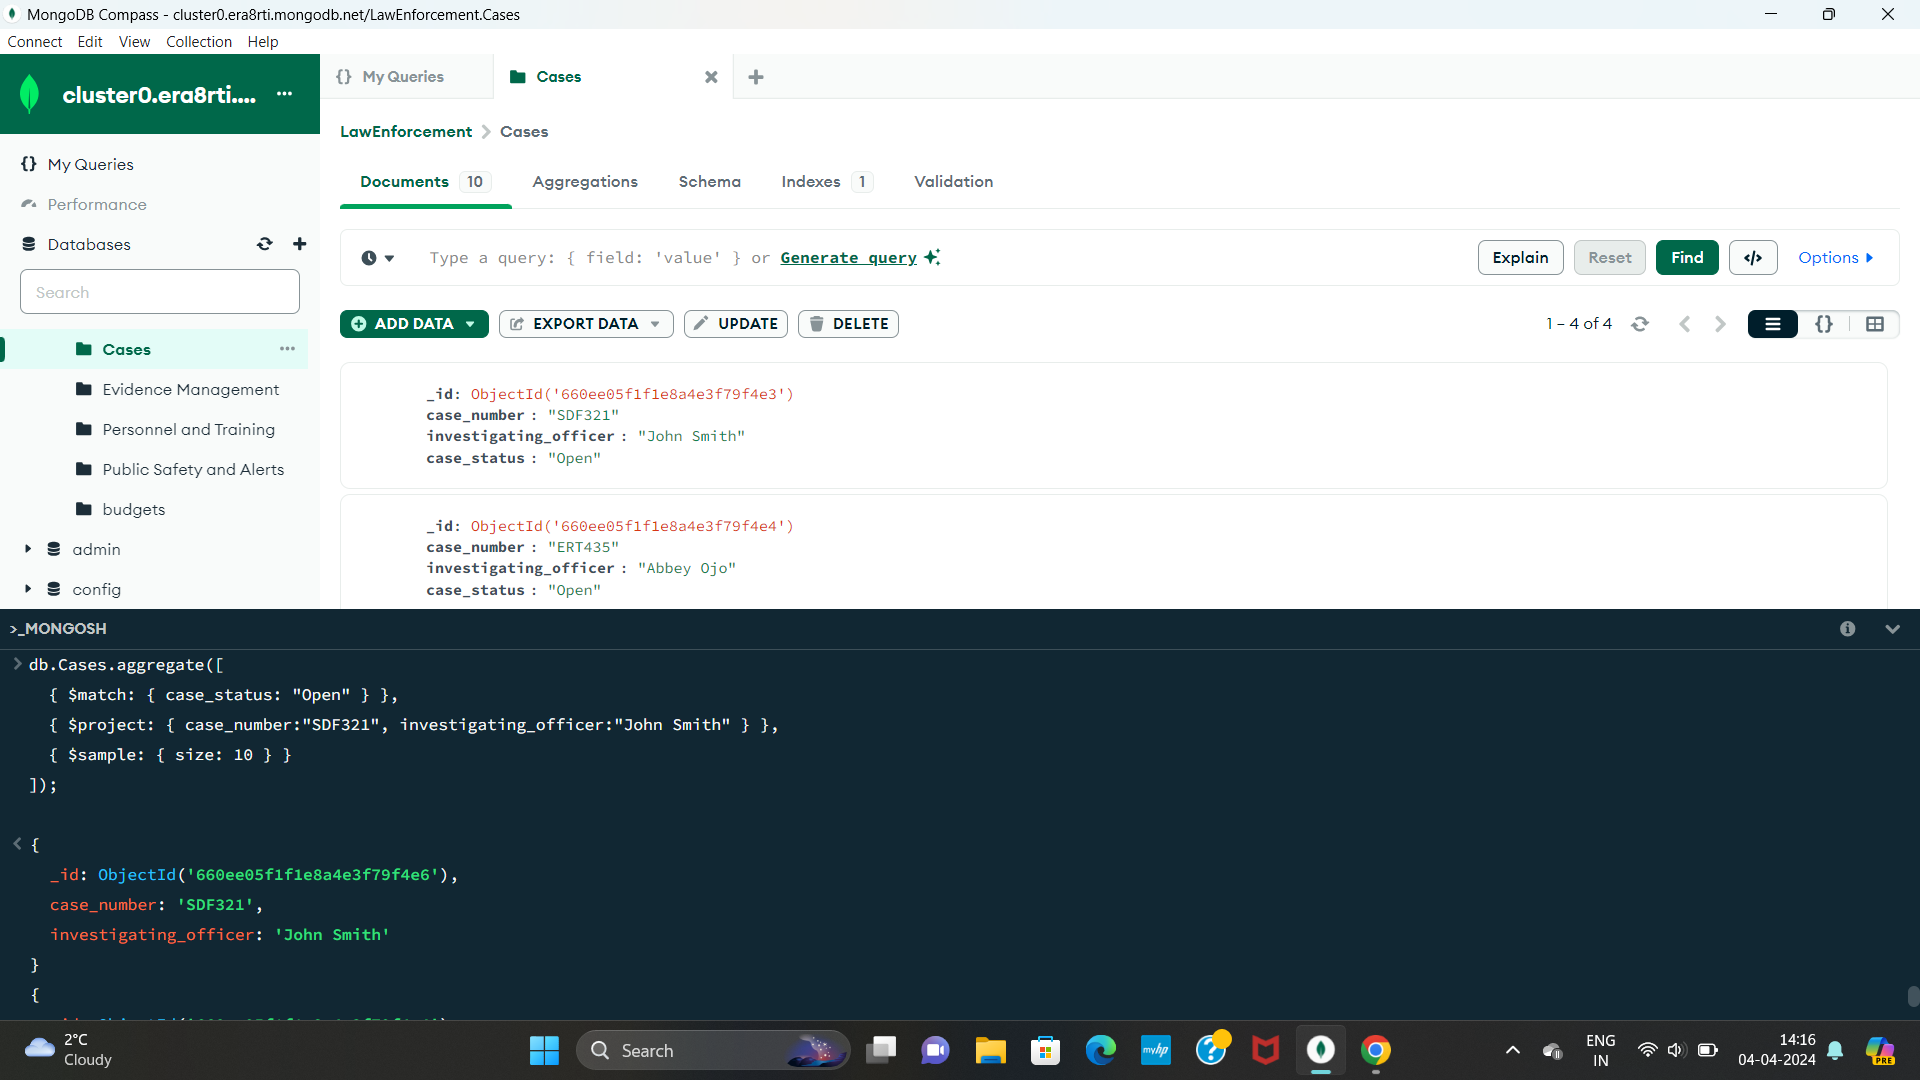 MongoDB Compass - cluster0.era8rti.mongodb.net/LawEnforcement.Cases
Connect Edit View Collection Help
cluster0.era8rti.... ···
{} My Queries
Cases
LawEnforcement > Cases
{} My Queries
Performance
Databases
Search
Cases ···
Evidence Management
Personnel and Training
Public Safety and Alerts
budgets
admin
config
Documents 10 Aggregations Schema Indexes 1 Validation
Type a query: { field: 'value' } or Generate query
Explain Reset Find </> Options
ADD DATA EXPORT DATA UPDATE DELETE
1 – 4 of 4
{}
_id: ObjectId('660ee05f1f1e8a4e3f79f4e3')
case_number : "SDF321"
investigating_officer : "John Smith"
case_status : "Open"
_id: ObjectId('660ee05f1f1e8a4e3f79f4e4')
case_number : "ERT435"
investigating_officer : "Abbey Ojo"
case_status : "Open"
>_MONGOSH
> db.Cases.aggregate([
{ $match: { case_status: "Open" } },
{ $project: { case_number:"SDF321", investigating_officer:"John Smith" } },
{ $sample: { size: 10 } }
]);
< {
_id: ObjectId('660ee05f1f1e8a4e3f79f4e6'),
case_number: 'SDF321',
investigating_officer: 'John Smith'
}
{
2°C
Cloudy
Search
myhp
ENG
IN
14:16
04-04-2024
PRE